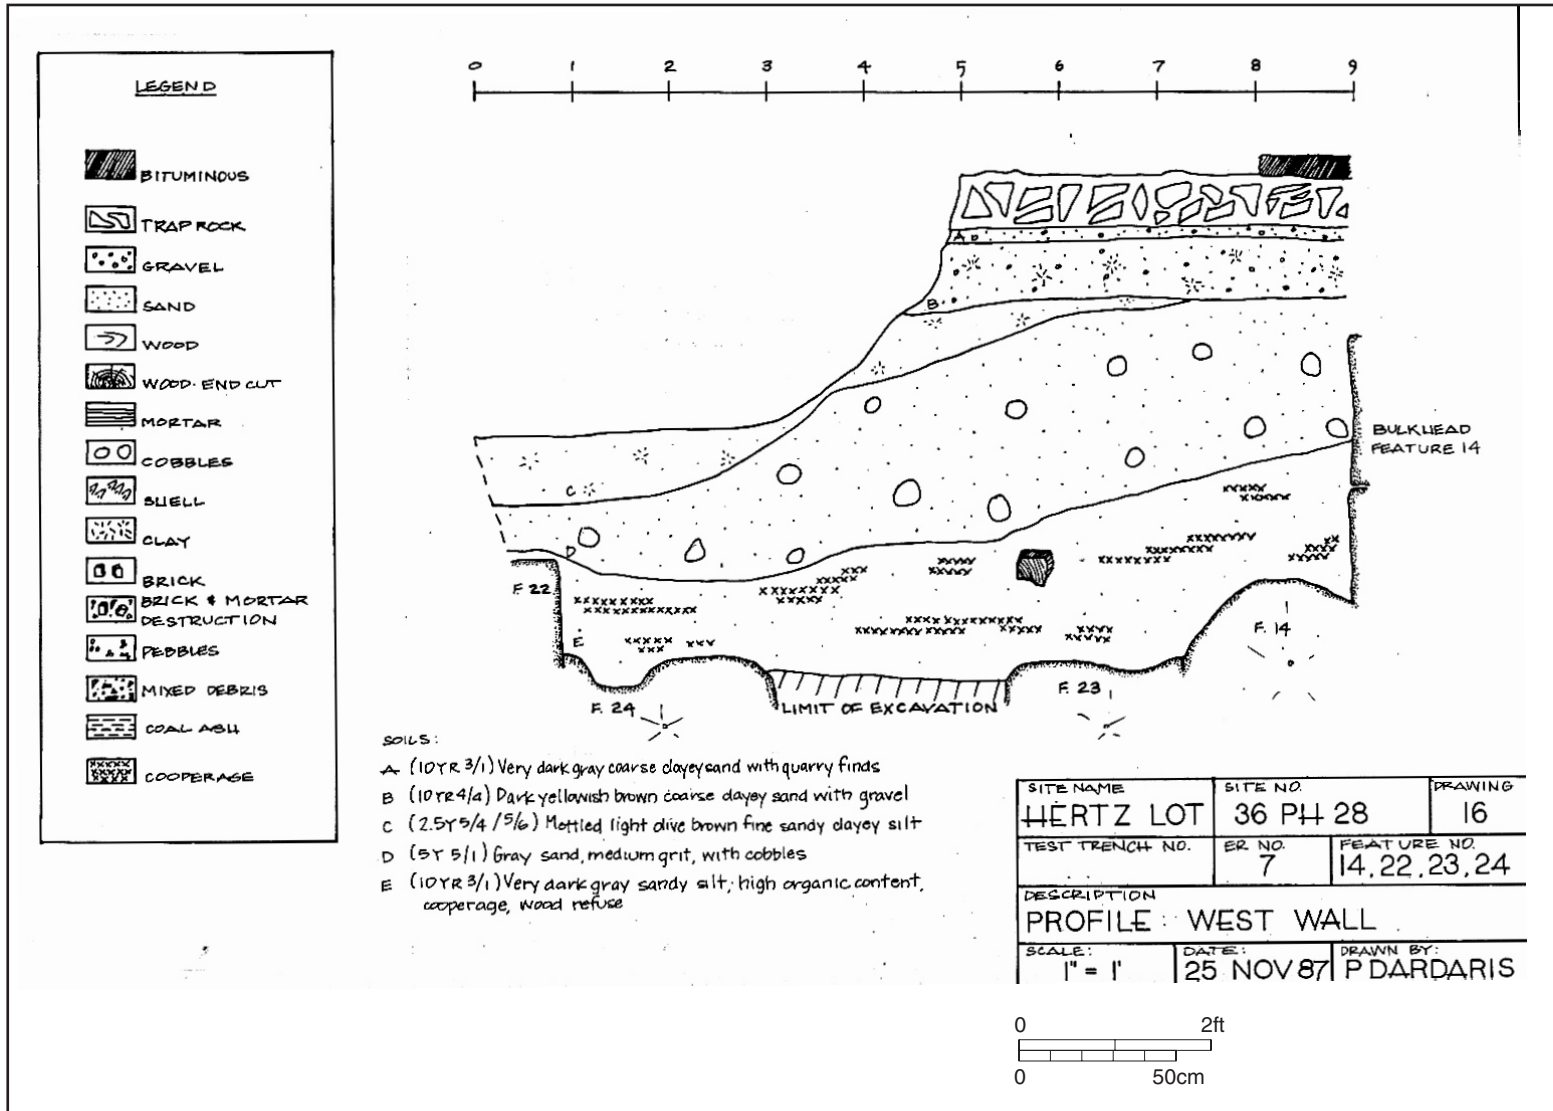 LEGEND
BITUMINOUS
TRAP ROCK
GRAVEL
SAND
WOOD
WOOD-END CUT
MORTAR
COBBLES
SHELL
CLAY
BRICK
BRICK & MORTAR
DESTRUCTION
PEBBLES
MIXED DEBRIS
COAL ASH
COOPERAGE
0 1 2 3 4 5 6 7 8 9
A
B
C
D
E
BULKHEAD
FEATURE 14
F. 22
F. 14
F. 24
F. 23
LIMIT OF EXCAVATION
SOILS:
A (10YR 3/1) Very dark gray coarse clayey sand with quarry finds
B (10YR 4/4) Dark yellowish brown coarse clayey sand with gravel
C (2.5Y 5/4 / 5/6) Mottled light olive brown fine sandy clayey silt
D (5Y 5/1) Gray sand, medium grit, with cobbles
E (10YR 3/1) Very dark gray sandy silt; high organic content,
cooperage, wood refuse
SITE NAME
HERTZ LOT
SITE NO.
36 PH 28
DRAWING
16
TEST TRENCH NO.
ER NO.
7
FEATURE NO.
14, 22, 23, 24
DESCRIPTION
PROFILE: WEST WALL
SCALE:
1" = 1'
DATE:
25 NOV 87
DRAWN BY:
P DARDARIS
0 2ft
0 50cm